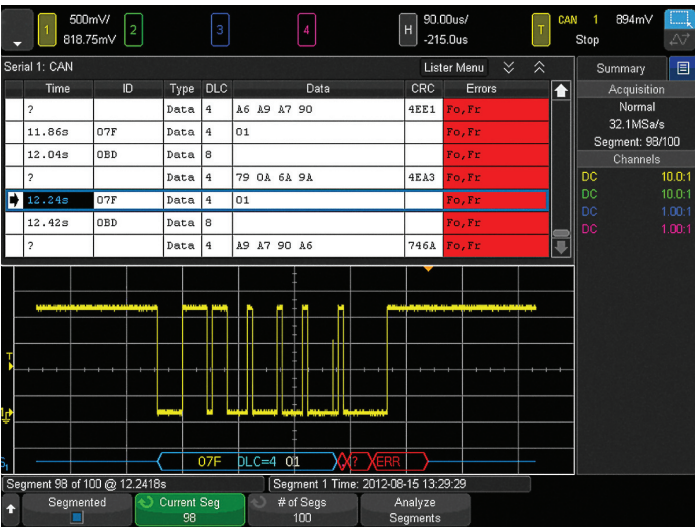 1 500mV/ 2 3 4 H 90.00us/ T CAN 1 894mV
818.75mV -215.0us Stop
Serial 1: CAN Lister Menu Summary
Time ID Type DLC Data CRC Errors Acquisition
? Data 4 A6 A9 A7 90 4EE1 Fo,Fr Normal
11.86s 07F Data 4 01 Fo,Fr 32.1MSa/s
12.04s 0BD Data 8 Fo,Fr Segment: 98/100
? Data 4 79 0A 6A 9A 4EA3 Fo,Fr Channels
12.24s 07F Data 4 01 Fo,Fr DC 10.0:1
12.42s 0BD Data 8 Fo,Fr DC 10.0:1
? Data 4 A9 A7 90 A6 746A Fo,Fr DC 1.00:1
DC 1.00:1
T
1
S1 07F DLC=4 01 ? ERR
Segment 98 of 100 @ 12.2418s Segment 1 Time: 2012-08-15 13:29:29
Segmented Current Seg # of Segs Analyze
98 100 Segments